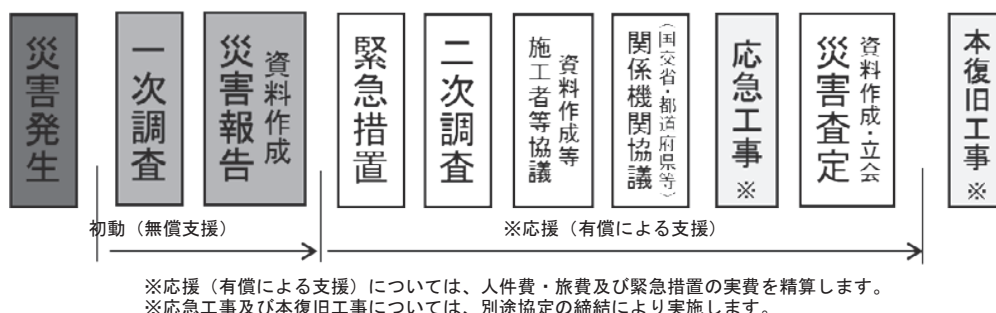 災害発生
一次調査
災害報告
資料作成
緊急措置
二次調査
施工者等協議
資料作成等
関係機関協議
（国交省・都道府県等）
応急工事※
災害査定
資料作成・立会
本復旧工事※
初動（無償支援）
※応援（有償による支援）
※応援（有償による支援）については、人件費・旅費及び緊急措置の実費を精算します。
※応急工事及び本復旧工事については、別途協定の締結により実施します。